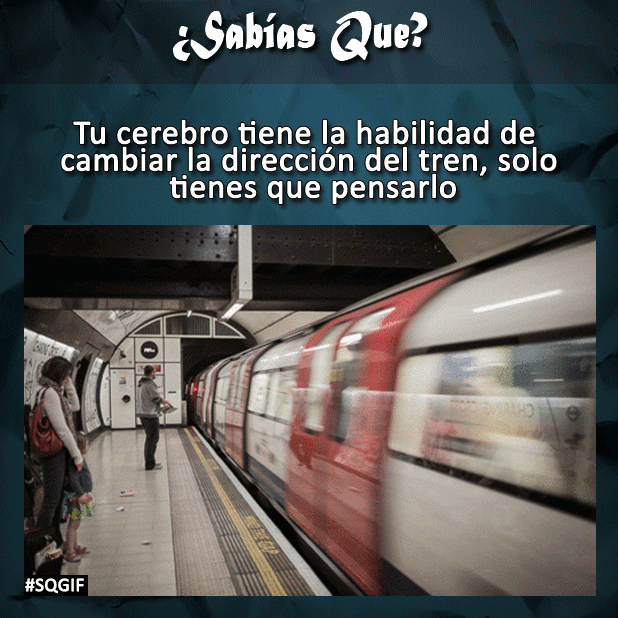 ¿Sabías Que?
Tu cerebro tiene la habilidad de
cambiar la dirección del tren, solo
tienes que pensarlo
#SQGIF